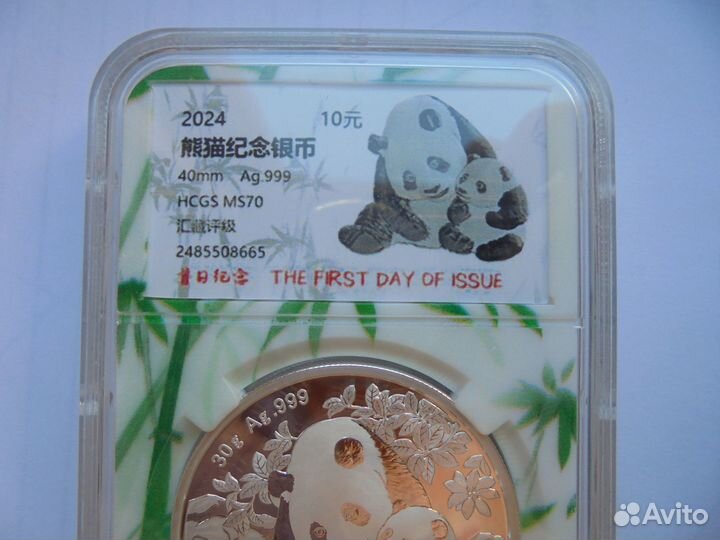 2024 10元
熊猫纪念银币
40mm Ag.999
HCGS MS70
汇藏评级
2485508665
首日纪念 THE FIRST DAY OF ISSUE
30g Ag.999
Avito